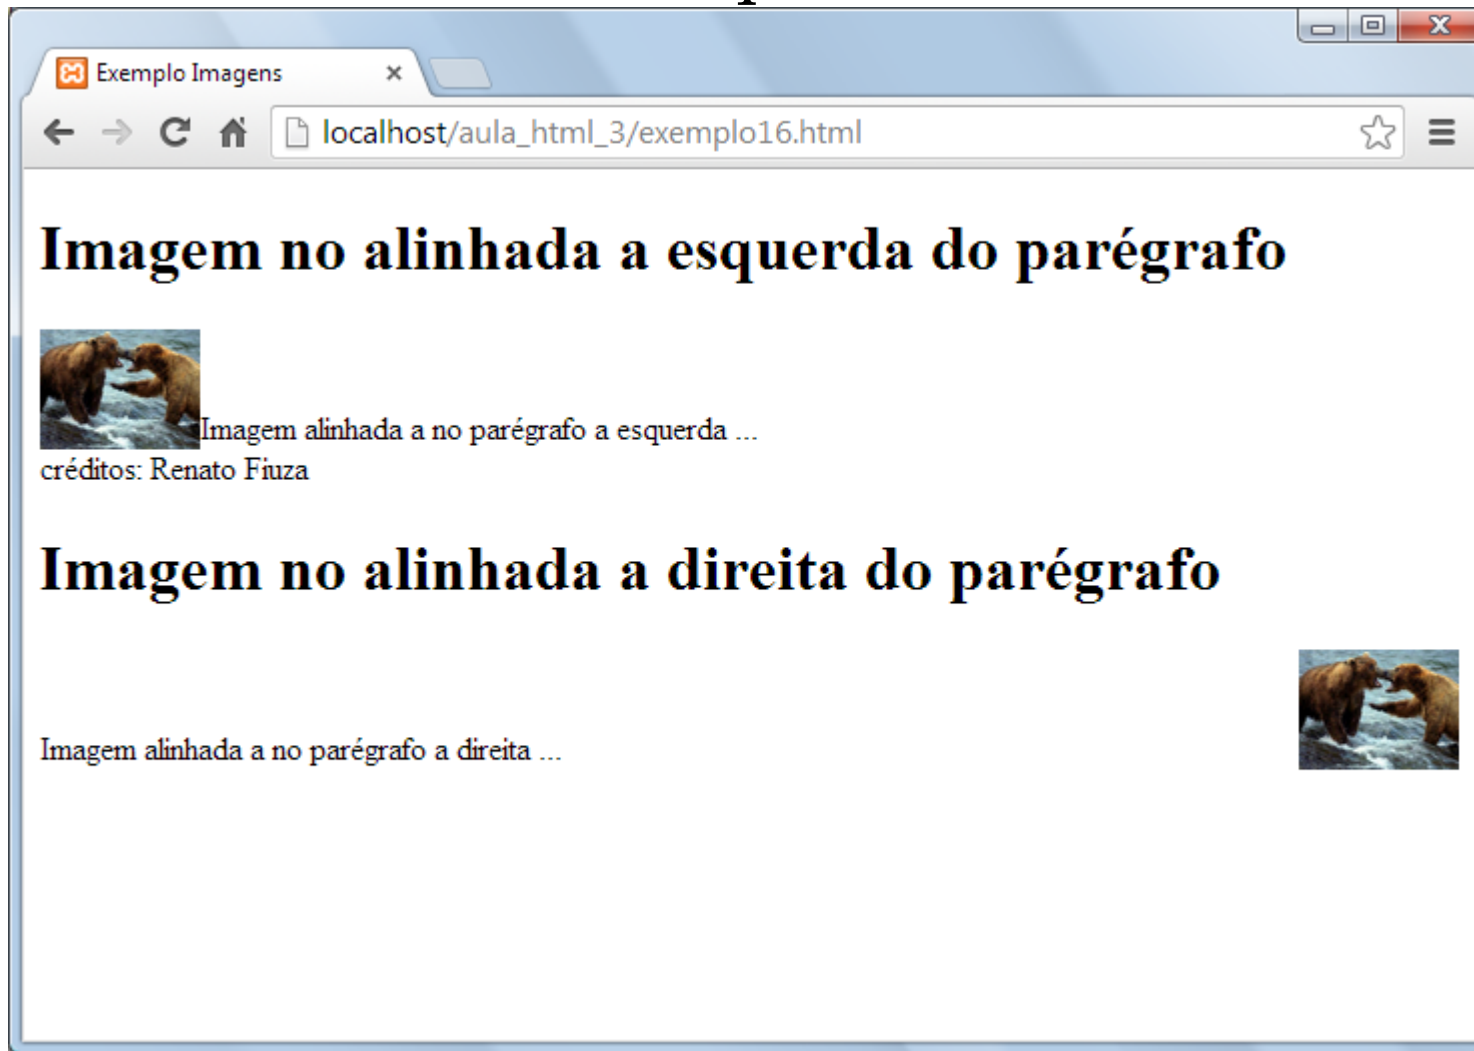 Exemplo Imagens
localhost/aula_html_3/exemplo16.html
Imagem no alinhada a esquerda do parégrafo
Imagem alinhada a no parégrafo a esquerda ...
créditos: Renato Fiuza
Imagem no alinhada a direita do parégrafo
Imagem alinhada a no parégrafo a direita ...